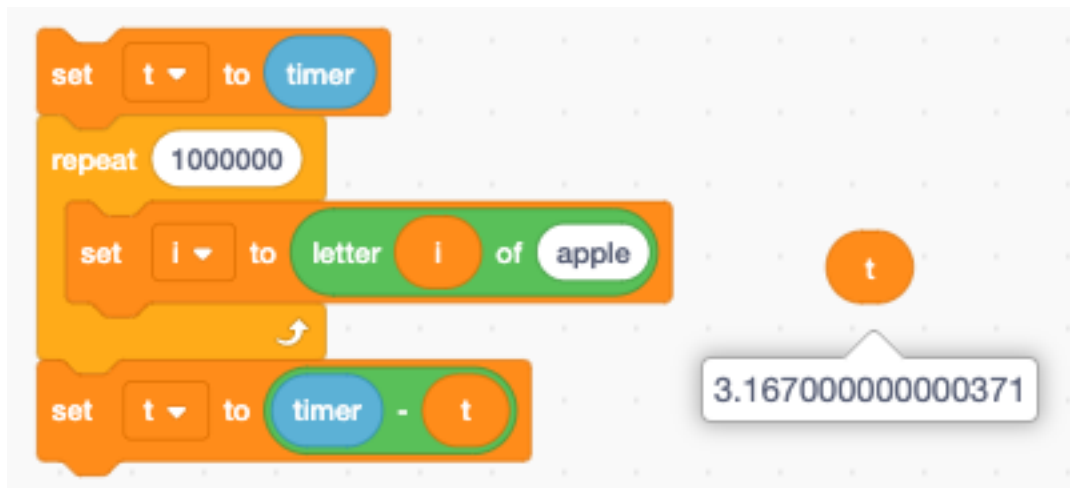 set t to timer
repeat 1000000
set i to letter i of apple
set t to timer - t
t
3.167000000000371